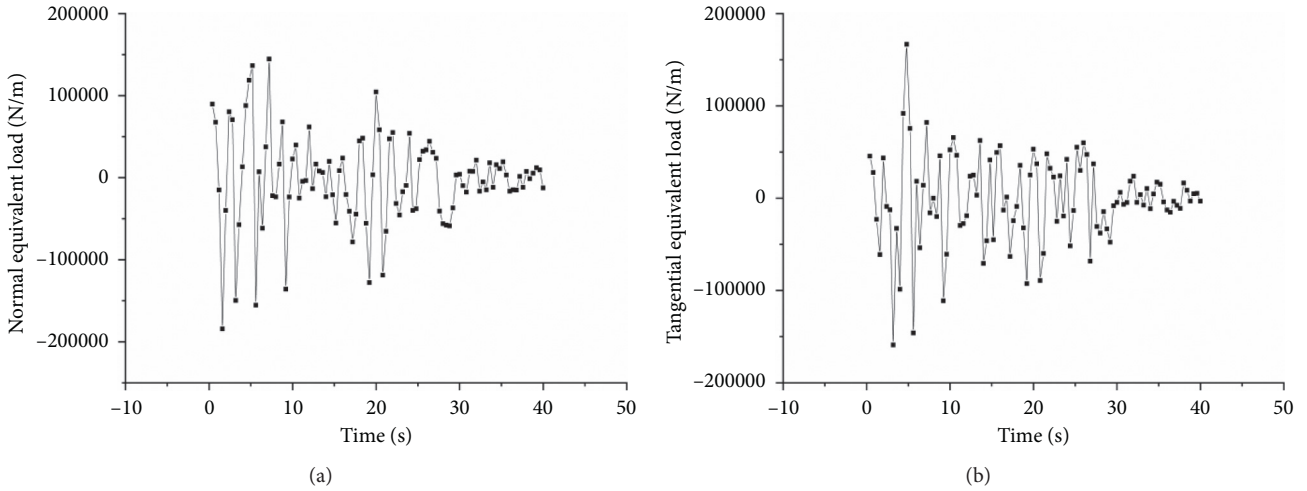 200000
100000
0
−100000
−200000
Normal equivalent load (N/m)
−10 0 10 20 30 40 50
Time (s)
(a)
200000
100000
0
−100000
−200000
Tangential equivalent load (N/m)
−10 0 10 20 30 40 50
Time (s)
(b)